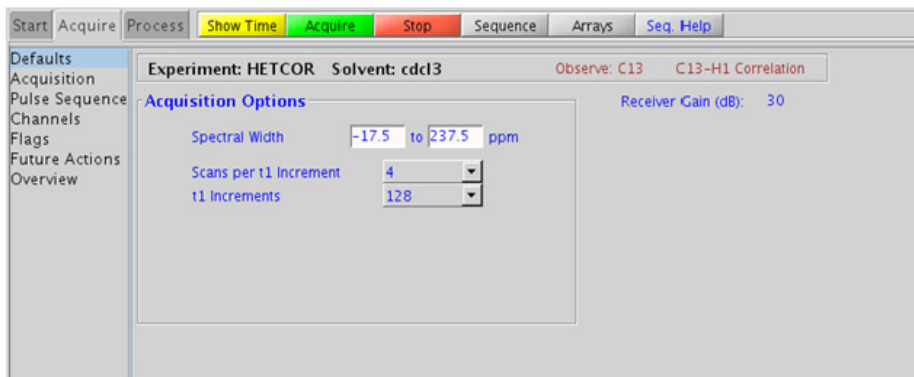 Start Acquire Process Show Time Acquire Stop Sequence Arrays Seq. Help
Defaults
Acquisition
Pulse Sequence
Channels
Flags
Future Actions
Overview
Experiment: HETCOR Solvent: cdcl3 Observe: C13 C13-H1 Correlation
Acquisition Options
Receiver Gain (dB): 30
Spectral Width -17.5 to 237.5 ppm
Scans per t1 Increment 4
t1 Increments 128